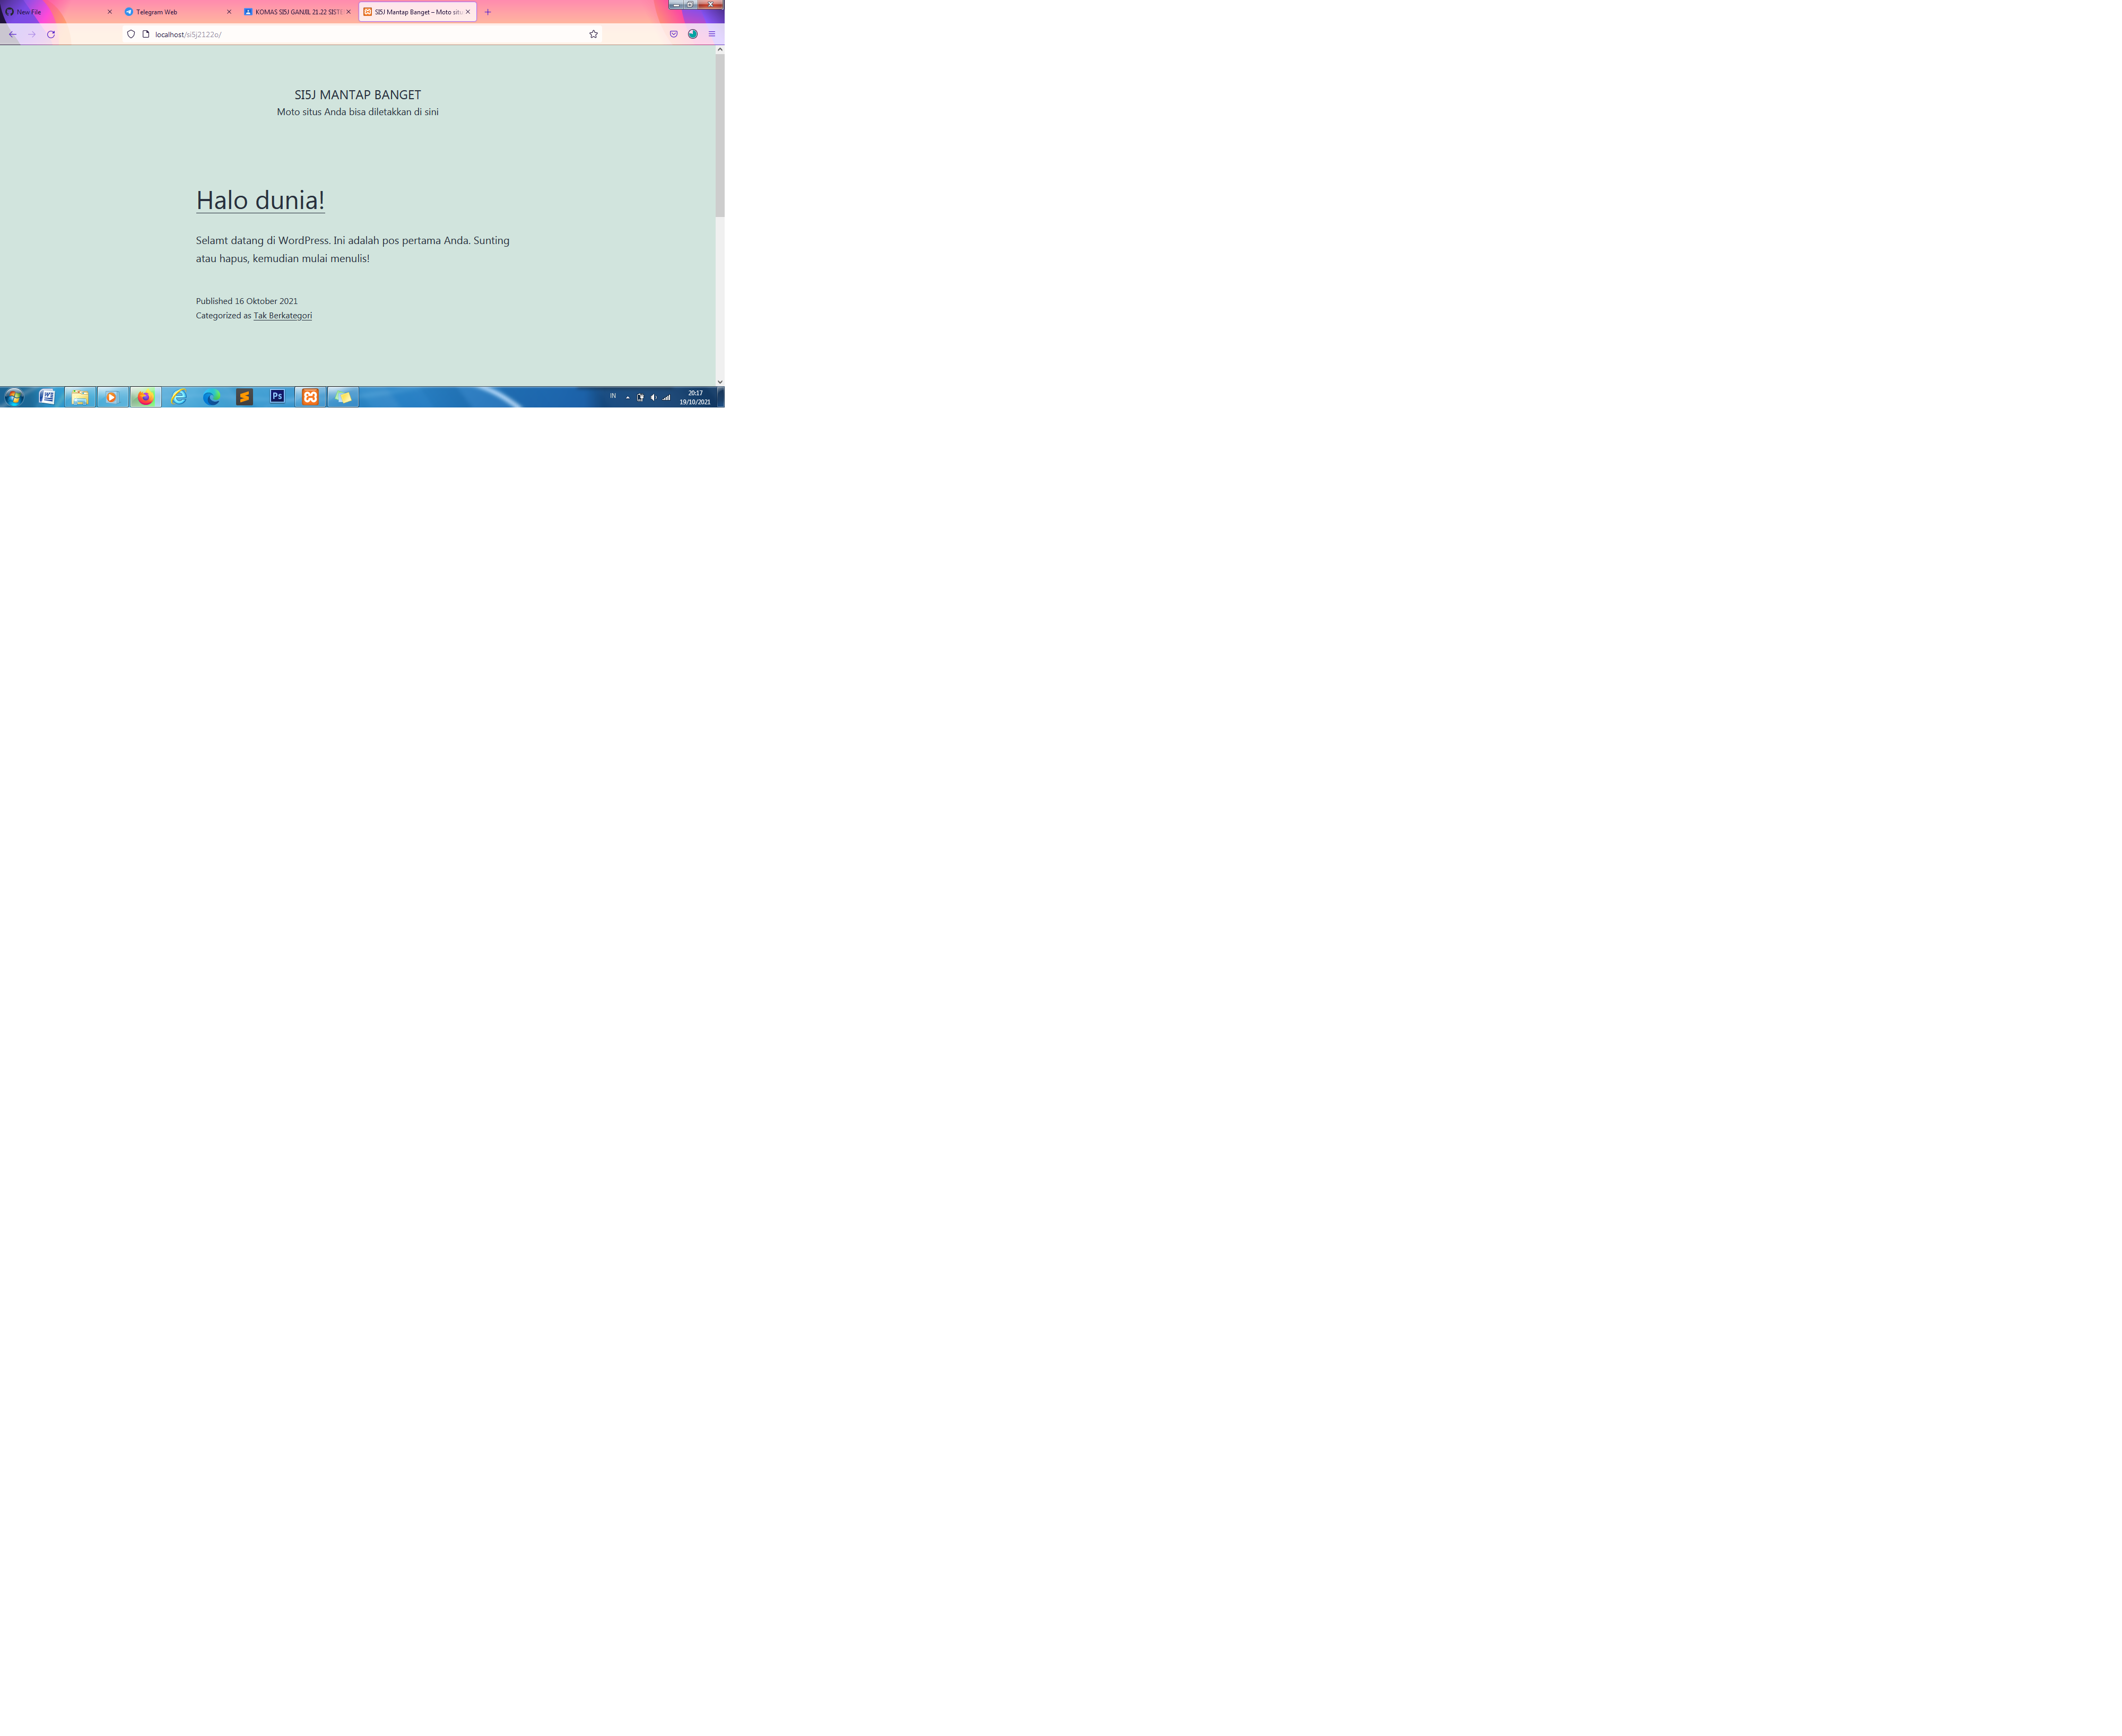 New File
Telegram Web
KOMAS SI5J GANJIL 21.22 SISTE
SI5J Mantap Banget – Moto situ
localhost/si5j2122o/
SI5J MANTAP BANGET
Moto situs Anda bisa diletakkan di sini
Halo dunia!
Selamt datang di WordPress. Ini adalah pos pertama Anda. Sunting
atau hapus, kemudian mulai menulis!
Published 16 Oktober 2021
Categorized as Tak Berkategori
Ps
IN
20:17
19/10/2021